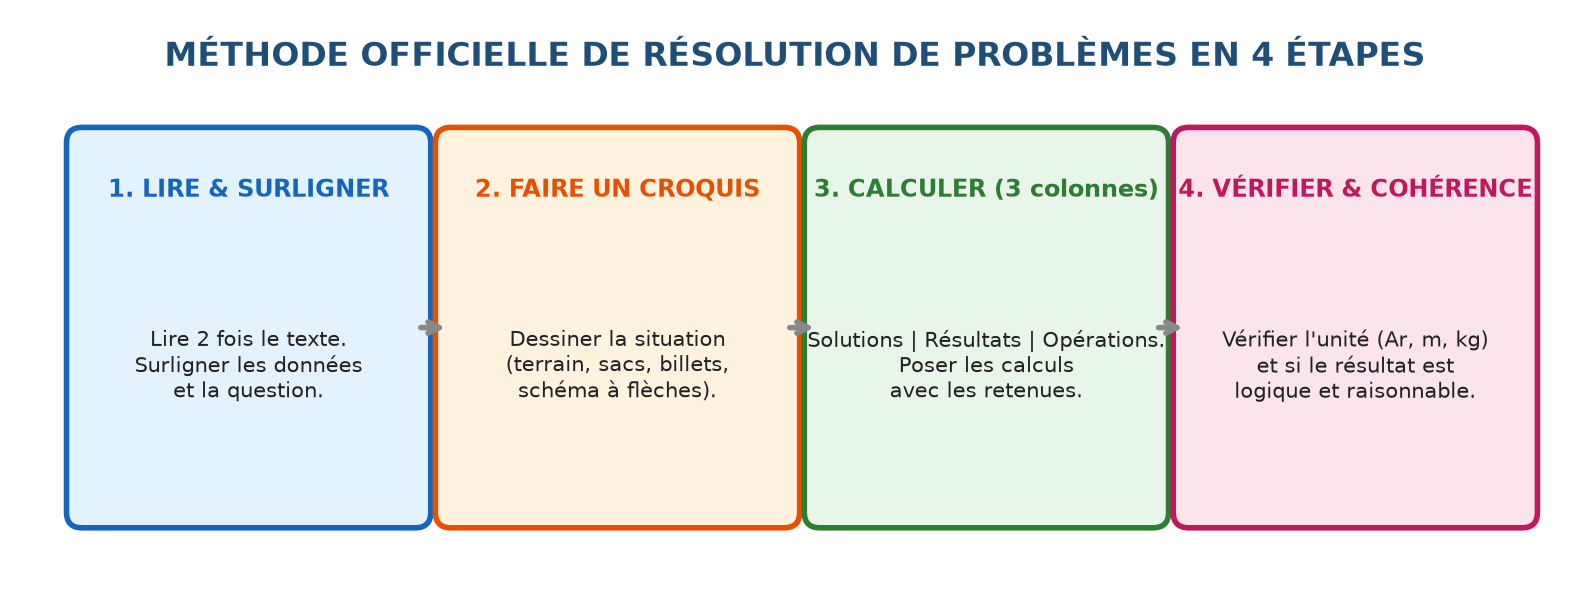 MÉTHODE OFFICIELLE DE RÉSOLUTION DE PROBLÈMES EN 4 ÉTAPES
1. LIRE & SURLIGNER
Lire 2 fois le texte.
Surligner les données
et la question.
2. FAIRE UN CROQUIS
Dessiner la situation
(terrain, sacs, billets,
schéma à flèches).
3. CALCULER (3 colonnes)
Solutions | Résultats | Opérations.
Poser les calculs
avec les retenues.
4. VÉRIFIER & COHÉRENCE
Vérifier l'unité (Ar, m, kg)
et si le résultat est
logique et raisonnable.